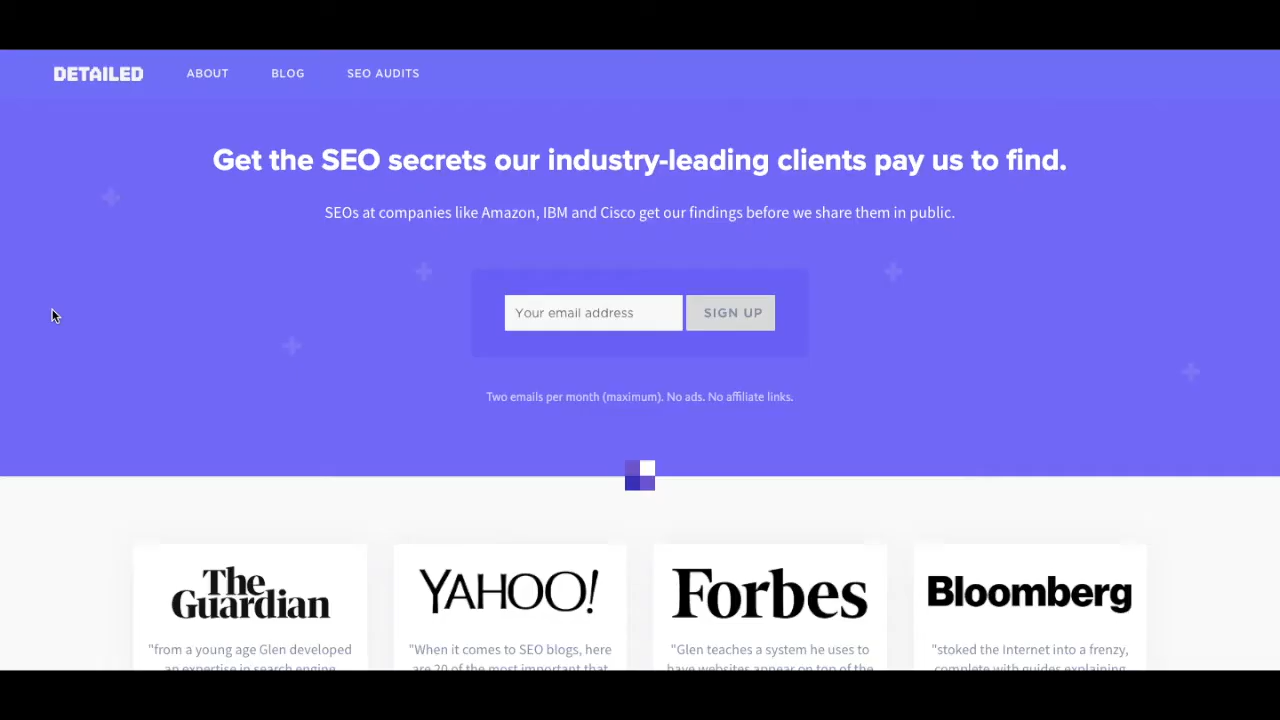 DETAILED
ABOUT
BLOG
SEO AUDITS
Get the SEO secrets our industry-leading clients pay us to find.
SEOs at companies like Amazon, IBM and Cisco get our findings before we share them in public.
Your email address
SIGN UP
Two emails per month (maximum). No ads. No affiliate links.
The
Guardian
"from a young age Glen developed
an expertise in search engine
YAHOO!
"When it comes to SEO blogs, here
are 20 of the most important that
Forbes
"Glen teaches a system he uses to
have websites appear on top of the
Bloomberg
"stoked the Internet into a frenzy,
complete with guides explaining